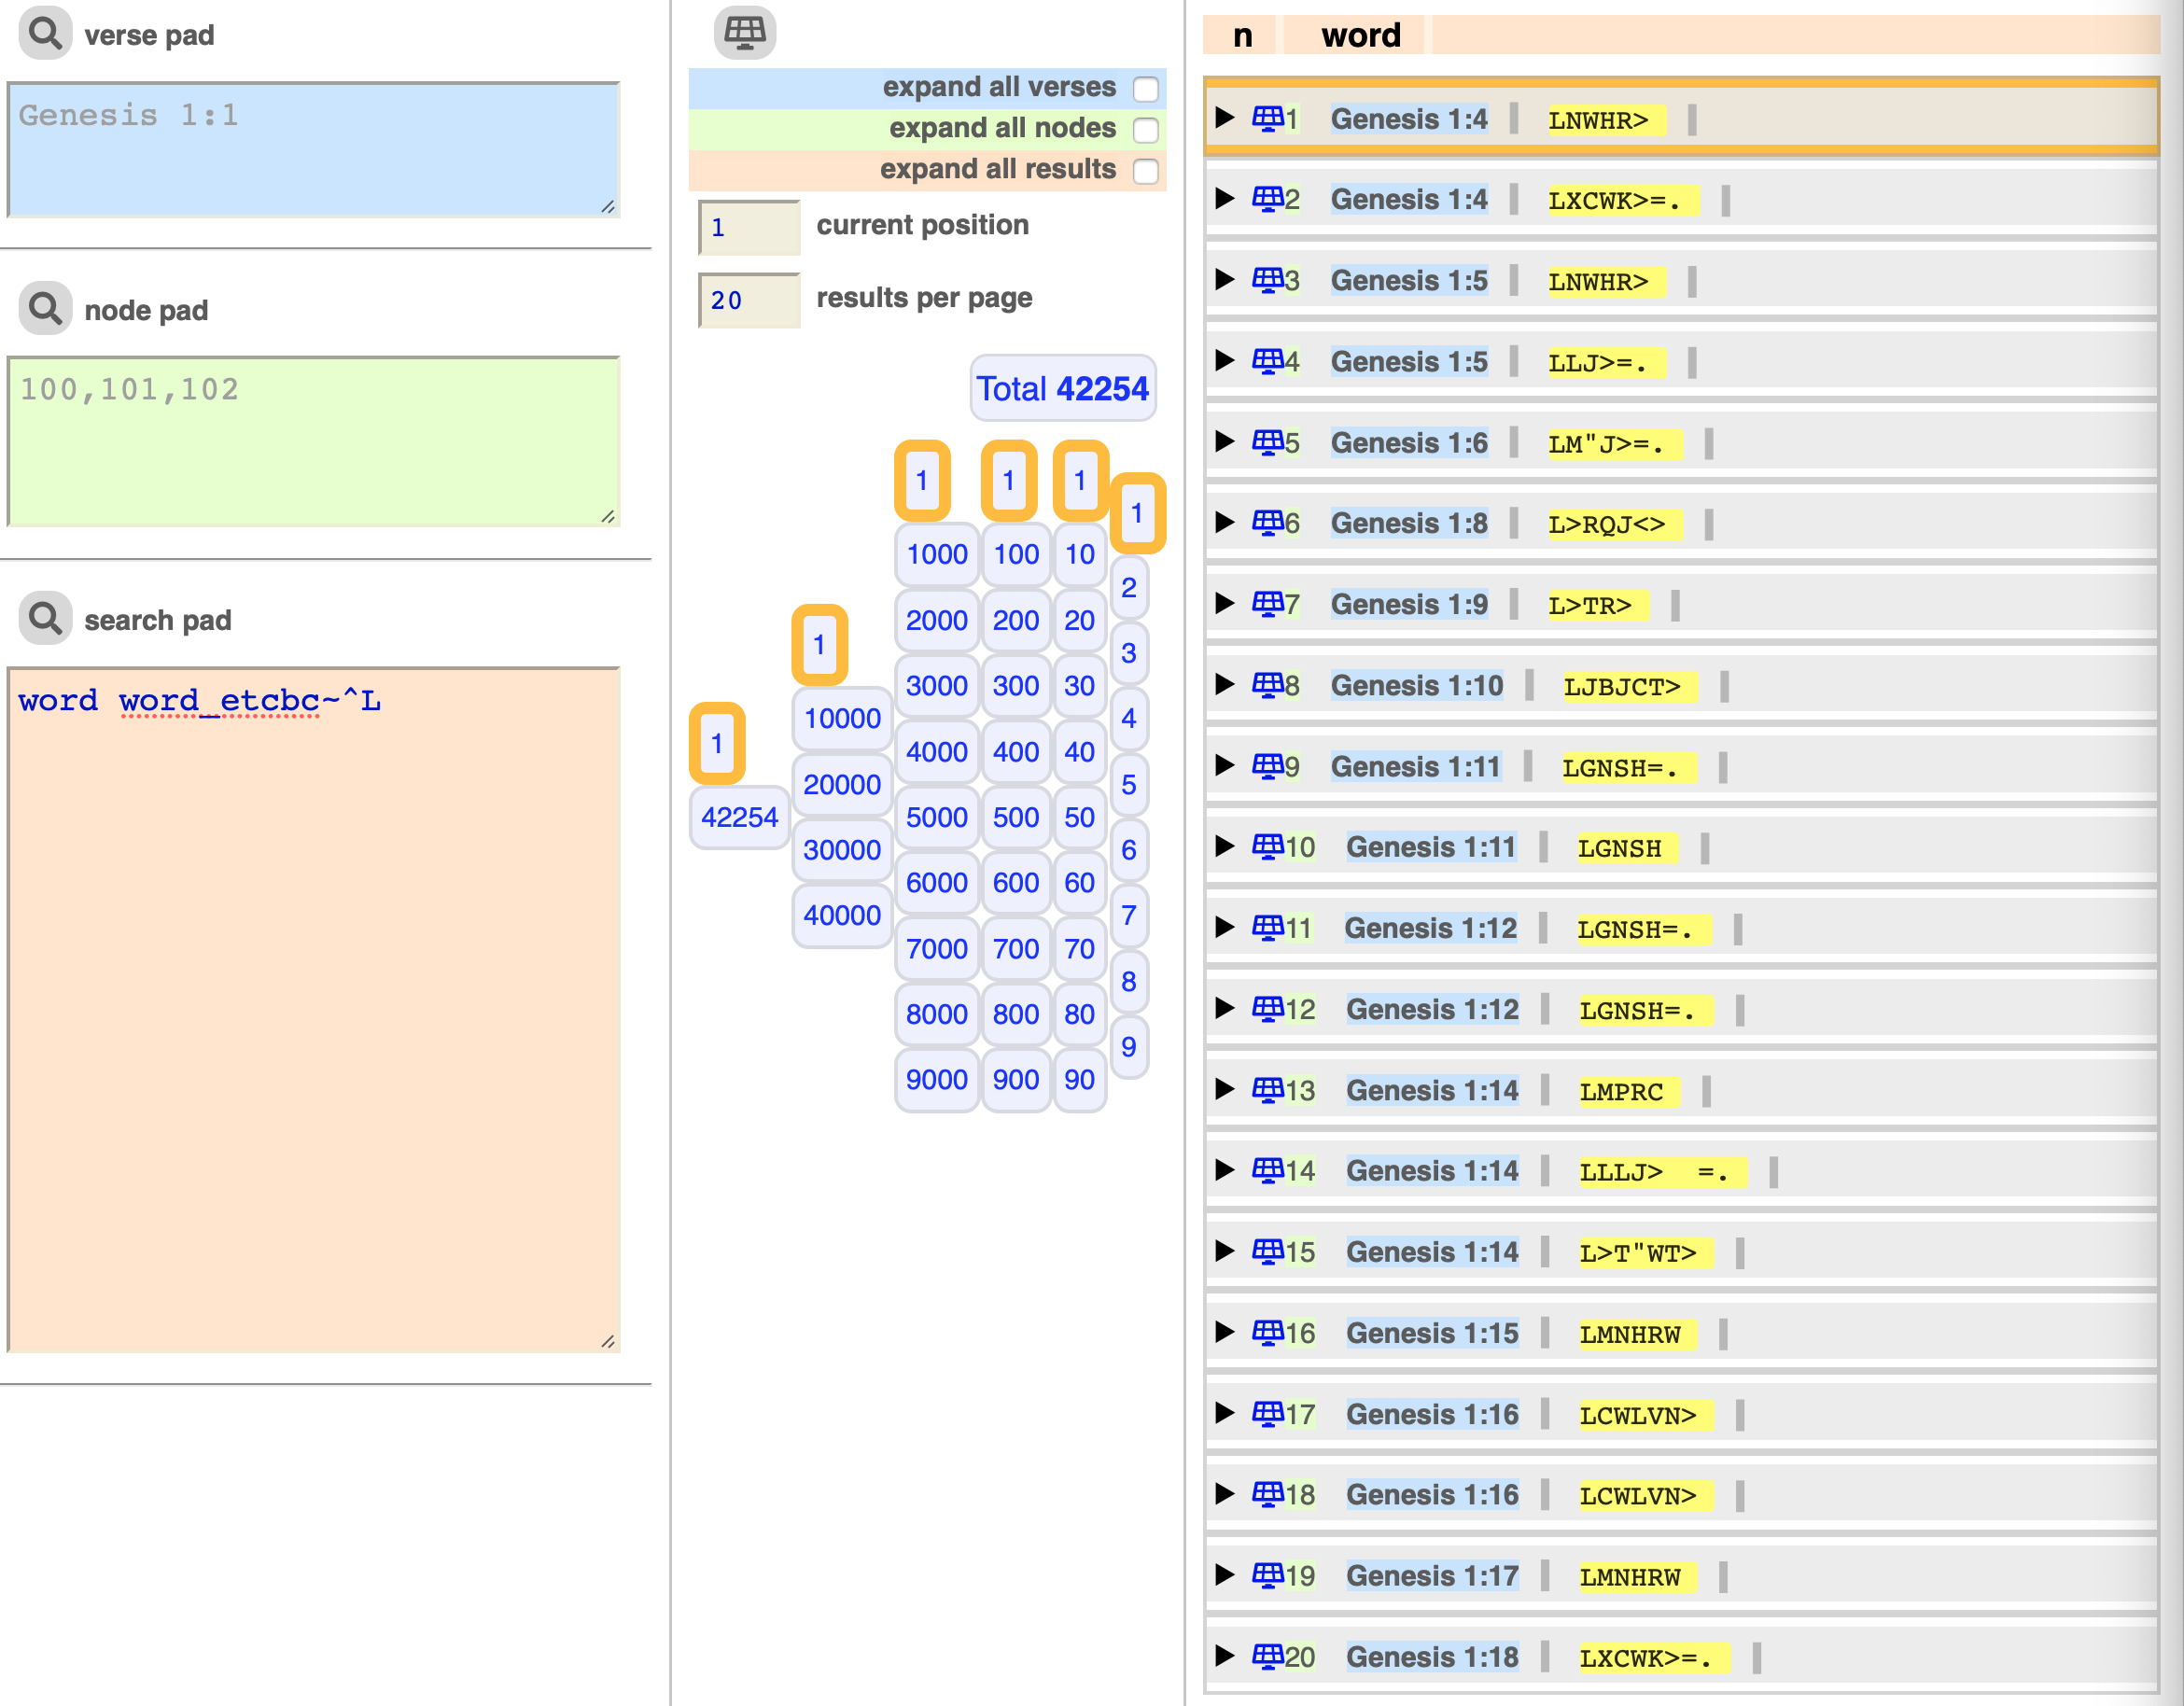 verse pad
Genesis 1:1
node pad
100,101,102
search pad
word word_etcbc~^L
expand all verses
expand all nodes
expand all results
1 current position
20 results per page
Total 42254
1
42254
1
10000
20000
30000
40000
1
1000
2000
3000
4000
5000
6000
7000
8000
9000
1
100
200
300
400
500
600
700
800
900
1
10
20
30
40
50
60
70
80
90
1
2
3
4
5
6
7
8
9
n word
1 Genesis 1:4 LNWHR>
2 Genesis 1:4 LXCWK>=.
3 Genesis 1:5 LNWHR>
4 Genesis 1:5 LLJ>=.
5 Genesis 1:6 LM"J>=.
6 Genesis 1:8 L>RQJ<>
7 Genesis 1:9 L>TR>
8 Genesis 1:10 LJBJCT>
9 Genesis 1:11 LGNSH=.
10 Genesis 1:11 LGNSH
11 Genesis 1:12 LGNSH=.
12 Genesis 1:12 LGNSH=.
13 Genesis 1:14 LMPRC
14 Genesis 1:14 LLLJ> =.
15 Genesis 1:14 L>T"WT>
16 Genesis 1:15 LMNHRW
17 Genesis 1:16 LCWLVN>
18 Genesis 1:16 LCWLVN>
19 Genesis 1:17 LMNHRW
20 Genesis 1:18 LXCWK>=.